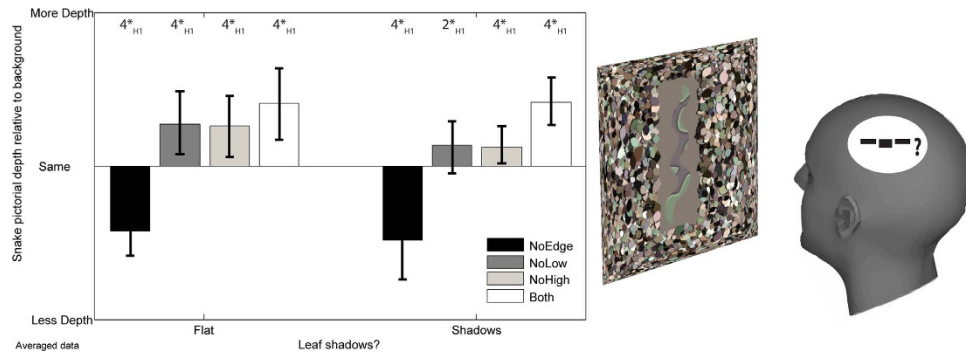 More Depth
4*H1 4*H1 4*H1 4*H1 4*H1 2*H1 4*H1 4*H1
Snake pictorial depth relative to background
Same
NoEdge
NoLow
NoHigh
Both
Less Depth
Flat Shadows
Averaged data Leaf shadows?
?